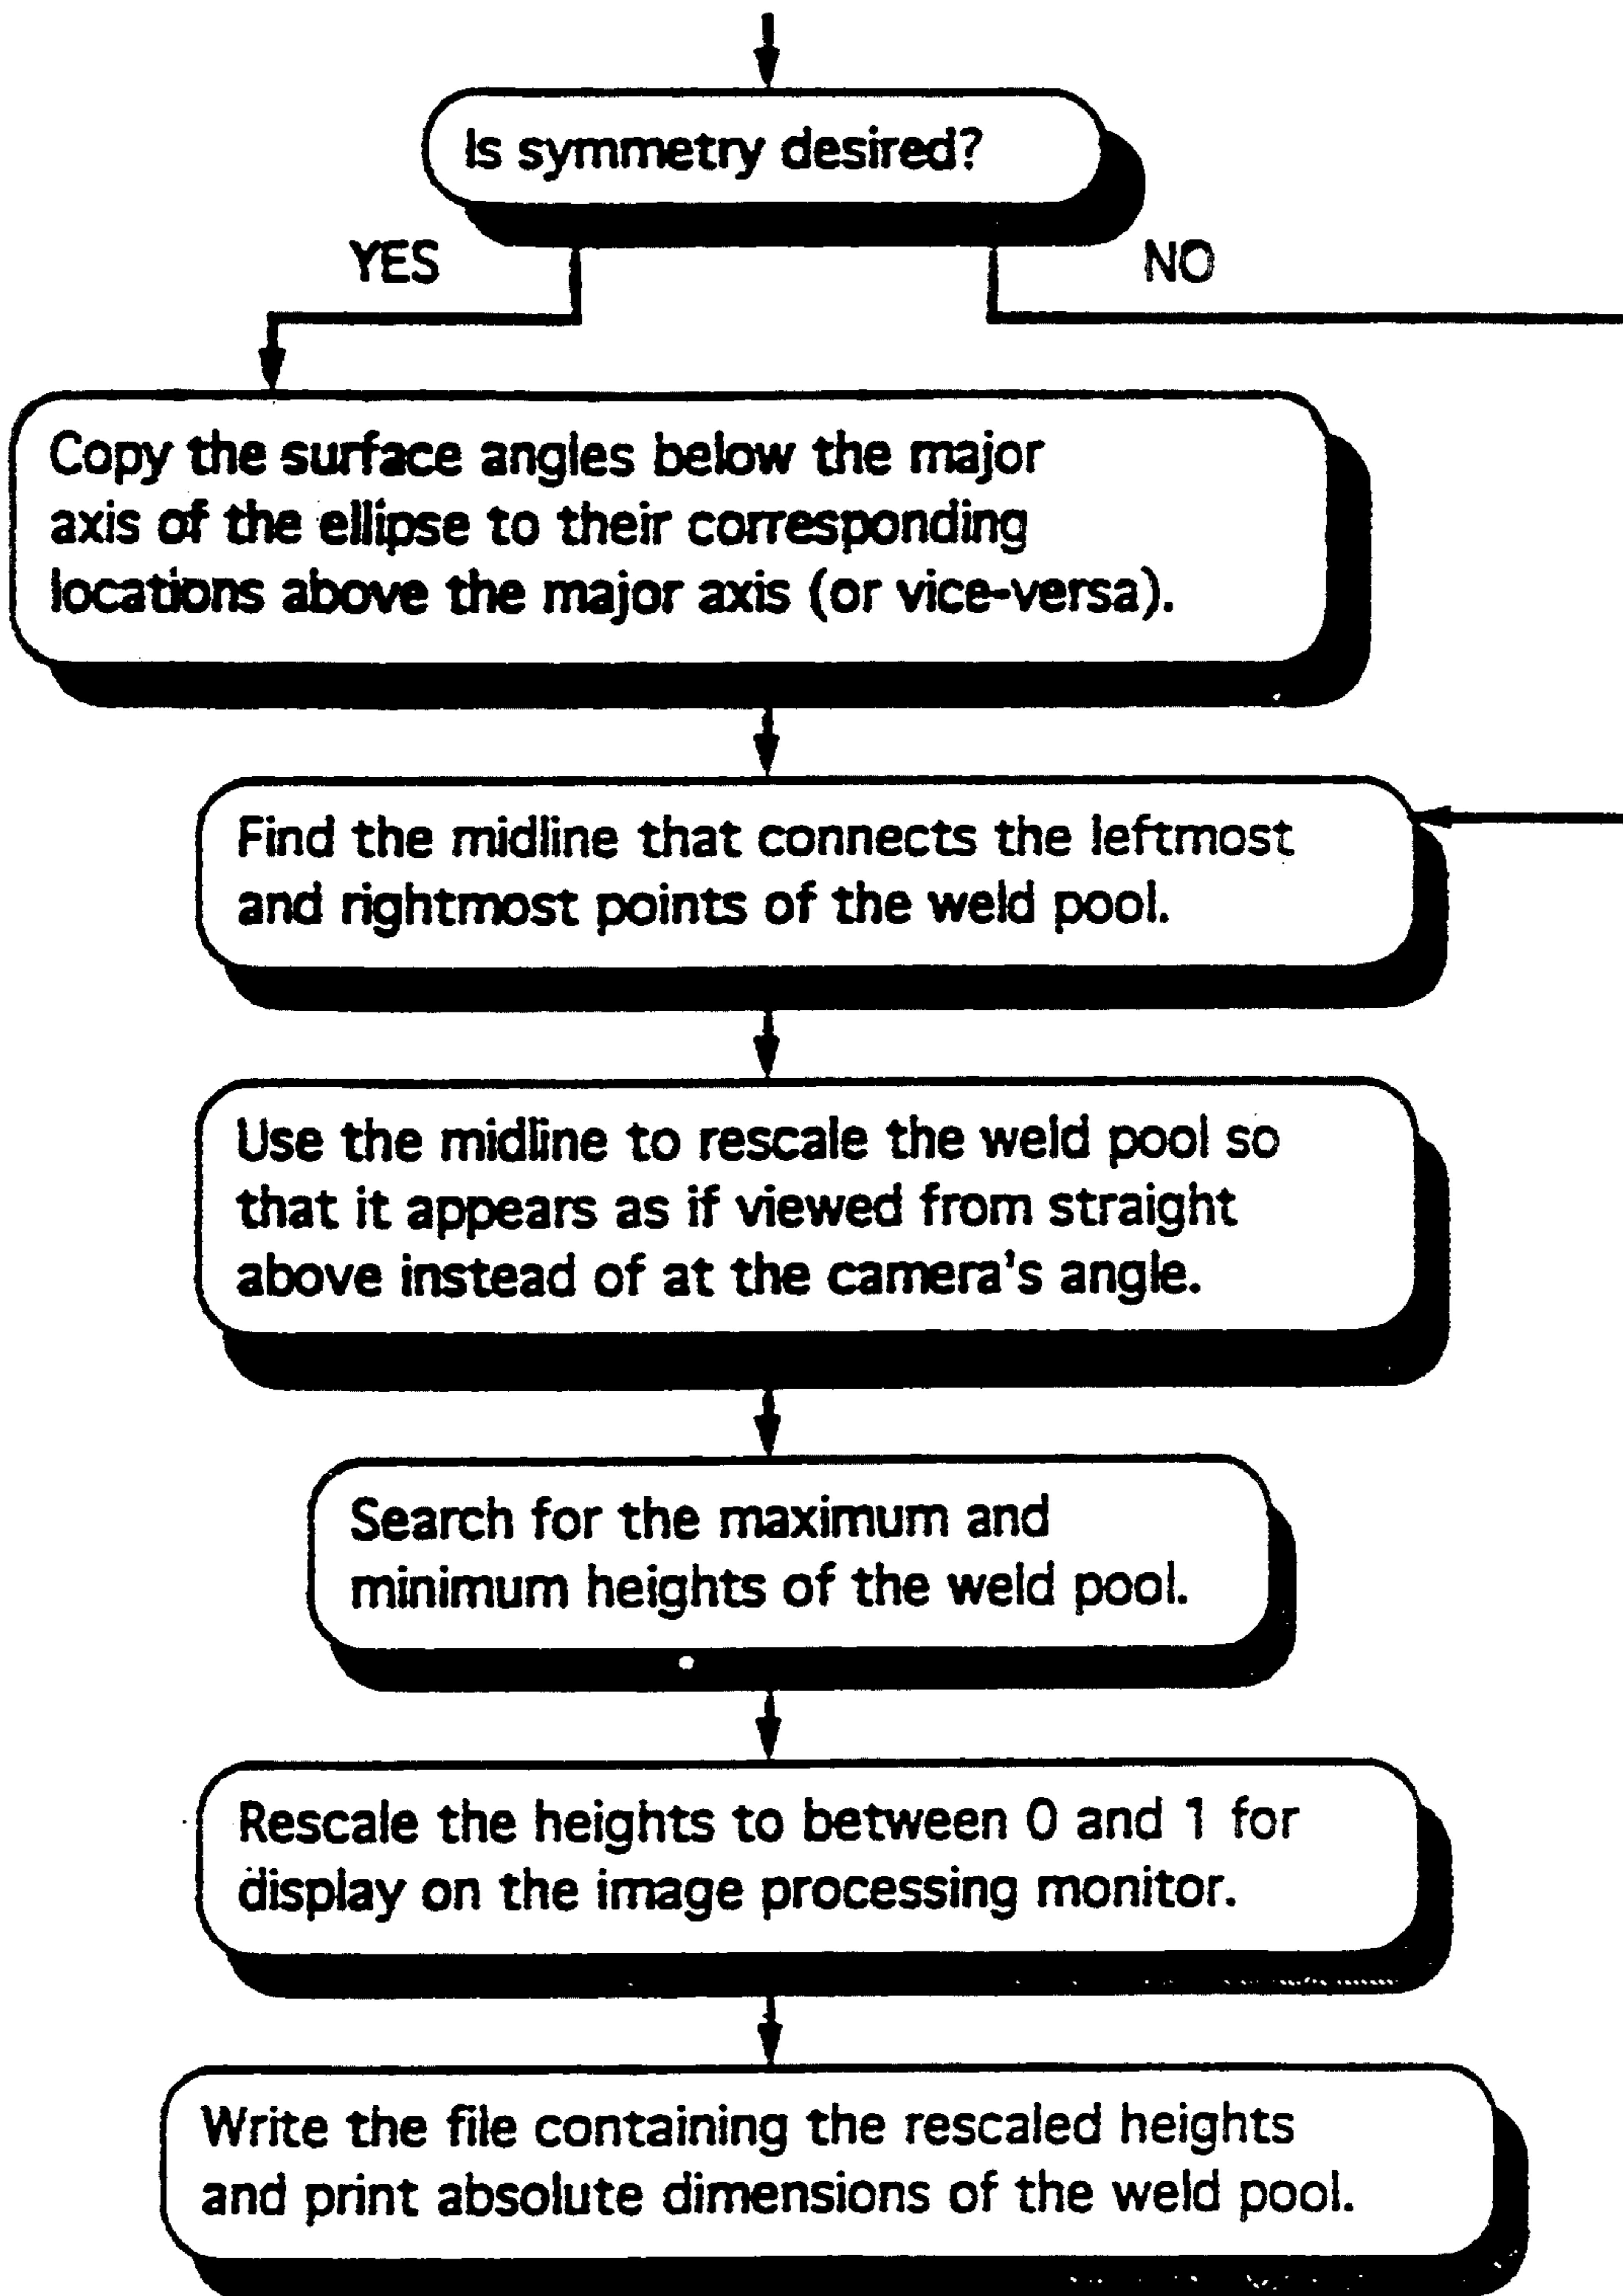 Is symmetry desired?
YES
NO
Copy the surface angles below the major
axis of the ellipse to their corresponding
locations above the major axis (or vice-versa).
Find the midline that connects the leftmost
and rightmost points of the weld pool.
Use the midline to rescale the weld pool so
that it appears as if viewed from straight
above instead of at the camera's angle.
Search for the maximum and
minimum heights of the weld pool.
Rescale the heights to between 0 and 1 for
display on the image processing monitor.
Write the file containing the rescaled heights
and print absolute dimensions of the weld pool.